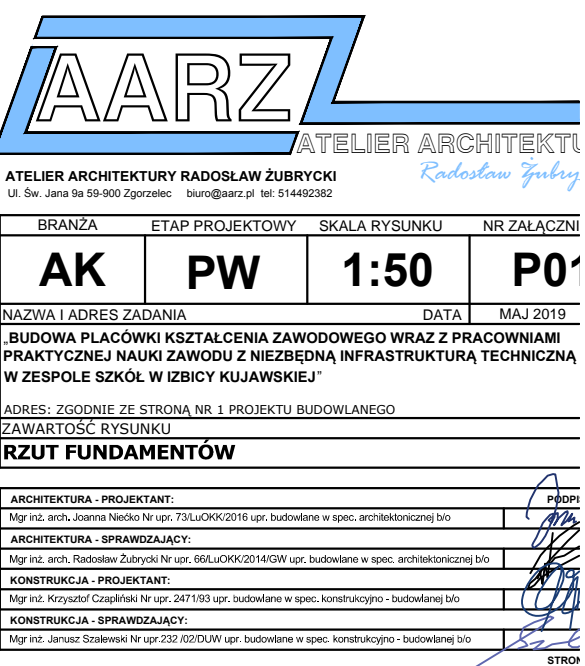 AARZ
ATELIER ARCHITEKTU
Radosław Żubry
ATELIER ARCHITEKTURY RADOSŁAW ŻUBRYCKI
Ul. Św. Jana 9a 59-900 Zgorzelec biuro@aarz.pl tel: 514492382
BRANŻA ETAP PROJEKTOWY SKALA RYSUNKU NR ZAŁĄCZNI
AK PW 1:50 P01
NAZWA I ADRES ZADANIA DATA MAJ 2019
„BUDOWA PLACÓWKI KSZTAŁCENIA ZAWODOWEGO WRAZ Z PRACOWNIAMI
PRAKTYCZNEJ NAUKI ZAWODU Z NIEZBĘDNĄ INFRASTRUKTURĄ TECHNICZNĄ
W ZESPOLE SZKÓŁ W IZBICY KUJAWSKIEJ"
ADRES: ZGODNIE ZE STRONĄ NR 1 PROJEKTU BUDOWLANEGO
ZAWARTOŚĆ RYSUNKU
RZUT FUNDAMENTÓW
ARCHITEKTURA - PROJEKTANT: PODPIS
Mgr inż. arch. Joanna Niećko Nr upr. 73/LuOKK/2016 upr. budowlane w spec. architektonicznej b/o
ARCHITEKTURA - SPRAWDZAJĄCY:
Mgr inż. arch. Radosław Żubrycki Nr upr. 66/LuOKK/2014/GW upr. budowlane w spec. architektonicznej b/o
KONSTRUKCJA - PROJEKTANT:
Mgr inż. Krzysztof Czapliński Nr upr. 2471/93 upr. budowlane w spec. konstrukcyjno - budowlanej b/o
KONSTRUKCJA - SPRAWDZAJĄCY:
Mgr inż. Janusz Szalewski Nr upr.232 /02/DUW upr. budowlane w spec. konstrukcyjno - budowlanej b/o
STRON